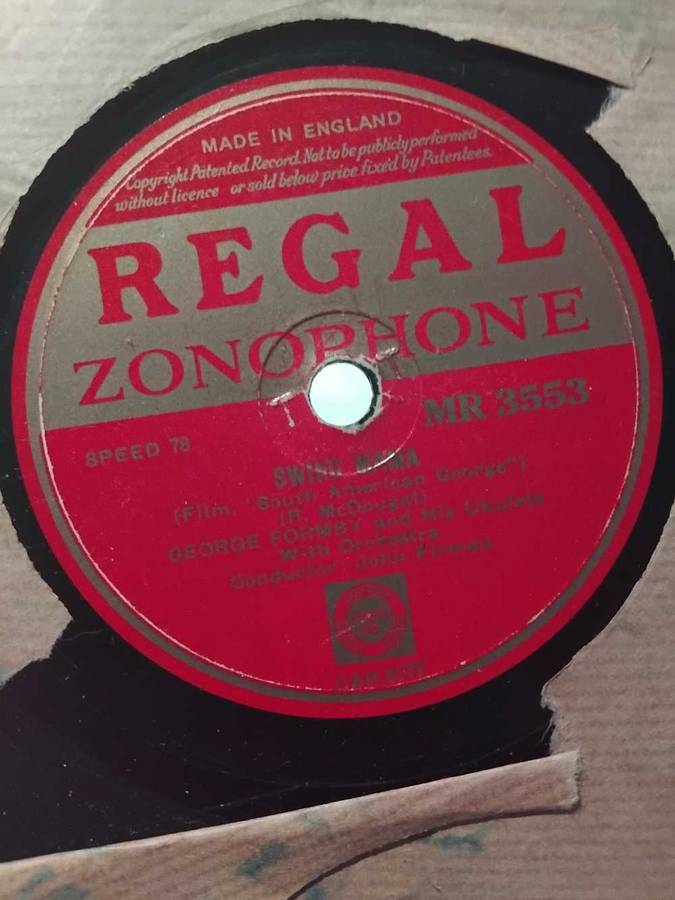 MADE IN ENGLAND
Copyright Patented Record. Not to be publicly performed
without licence or sold below price fixed by Patentees.
REGAL
ZONOPHONE
MR 3553
SPEED 78
SWING MAMA
(Film, "South American George")
(R. McDougal)
GEORGE FORMBY and His Ukulele
With Orchestra
Conductor: John Firman